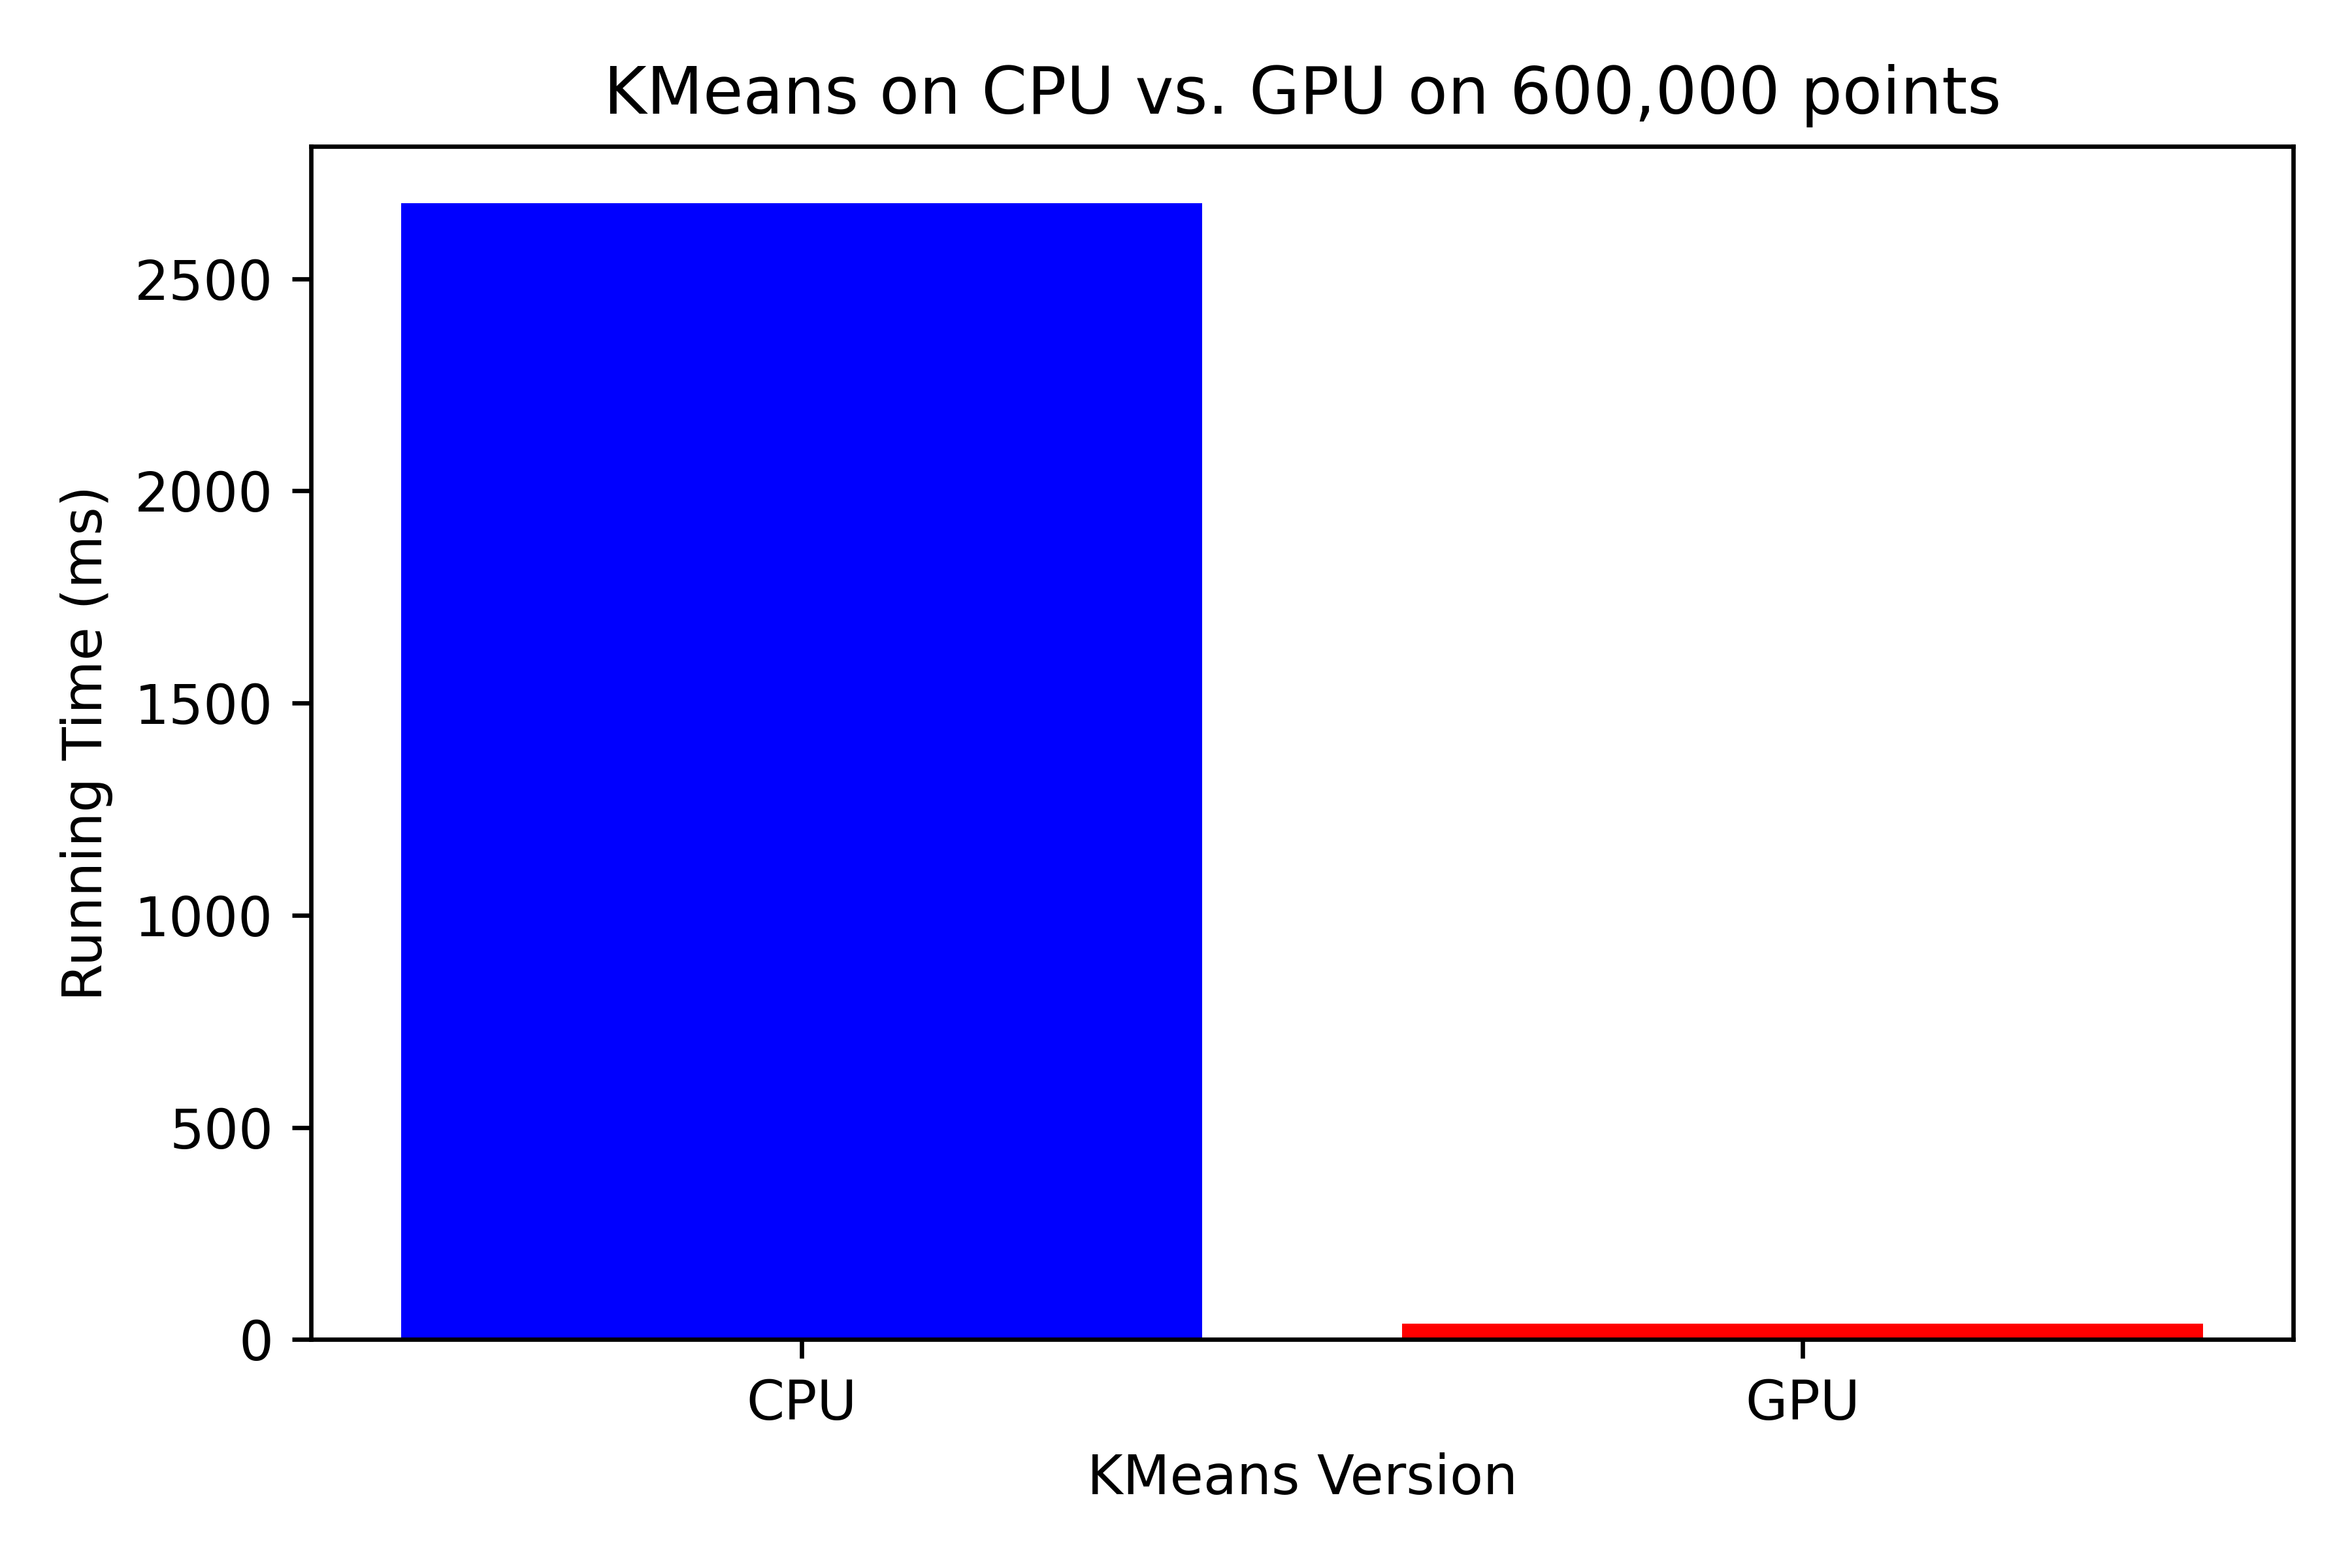 KMeans on CPU vs. GPU on 600,000 points
Running Time (ms)
2500
2000
1500
1000
500
0
CPU
GPU
KMeans Version